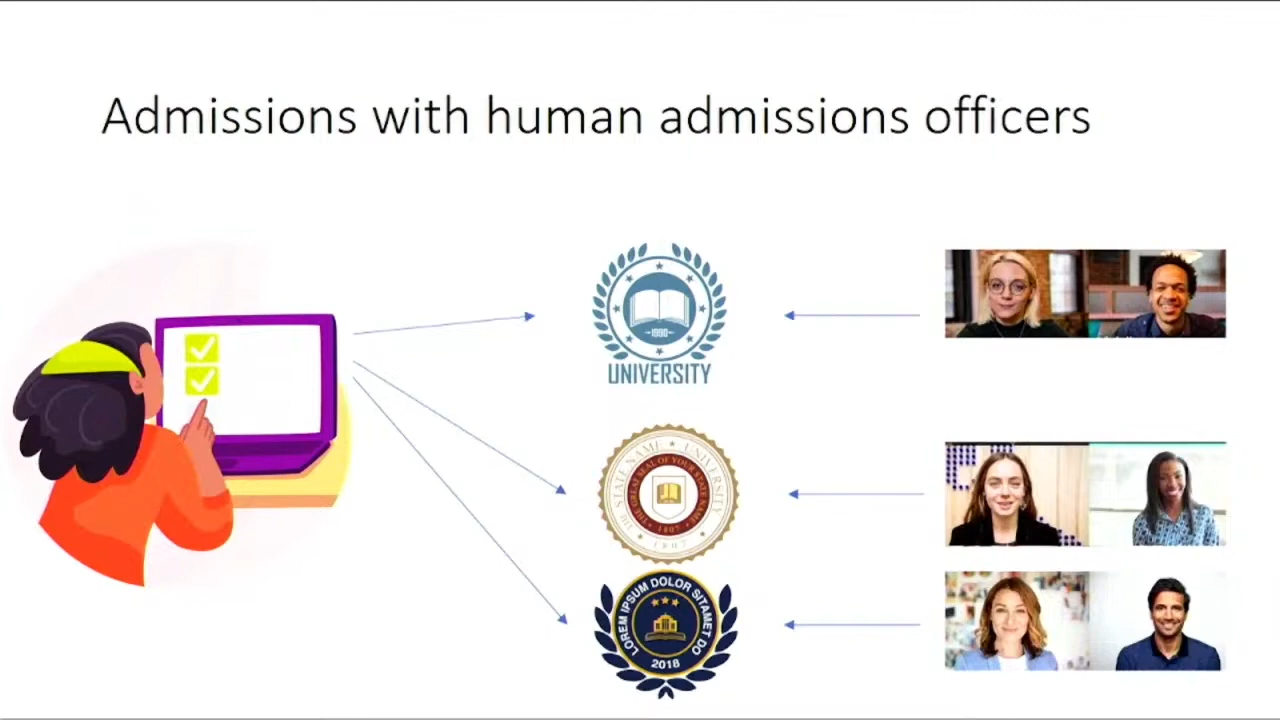 Admissions with human admissions officers
1990
UNIVERSITY
THE STATE NAME ★ UNIVERSITY
THE GREAT SEAL OF YOUR STATE NAME
LOREM IPSUM DOLOR SITAMET DO
2018